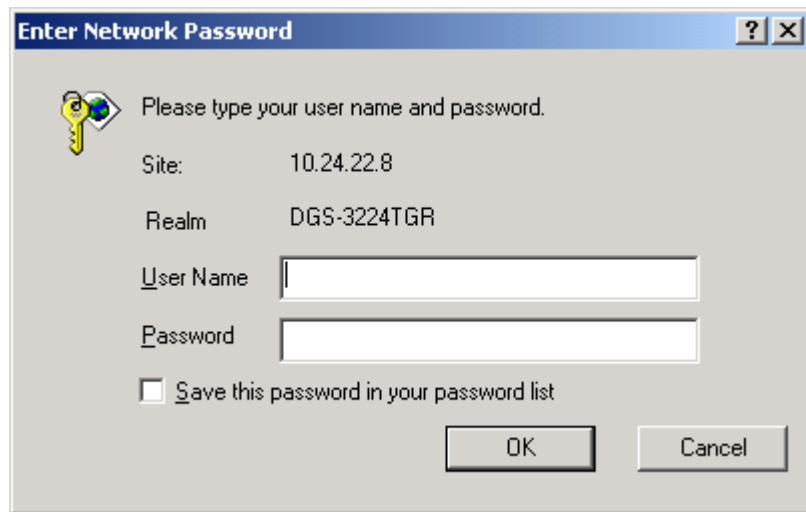 Enter Network Password
Please type your user name and password.
Site: 10.24.22.8
Realm DGS-3224TGR
User Name
Password
Save this password in your password list
OK Cancel